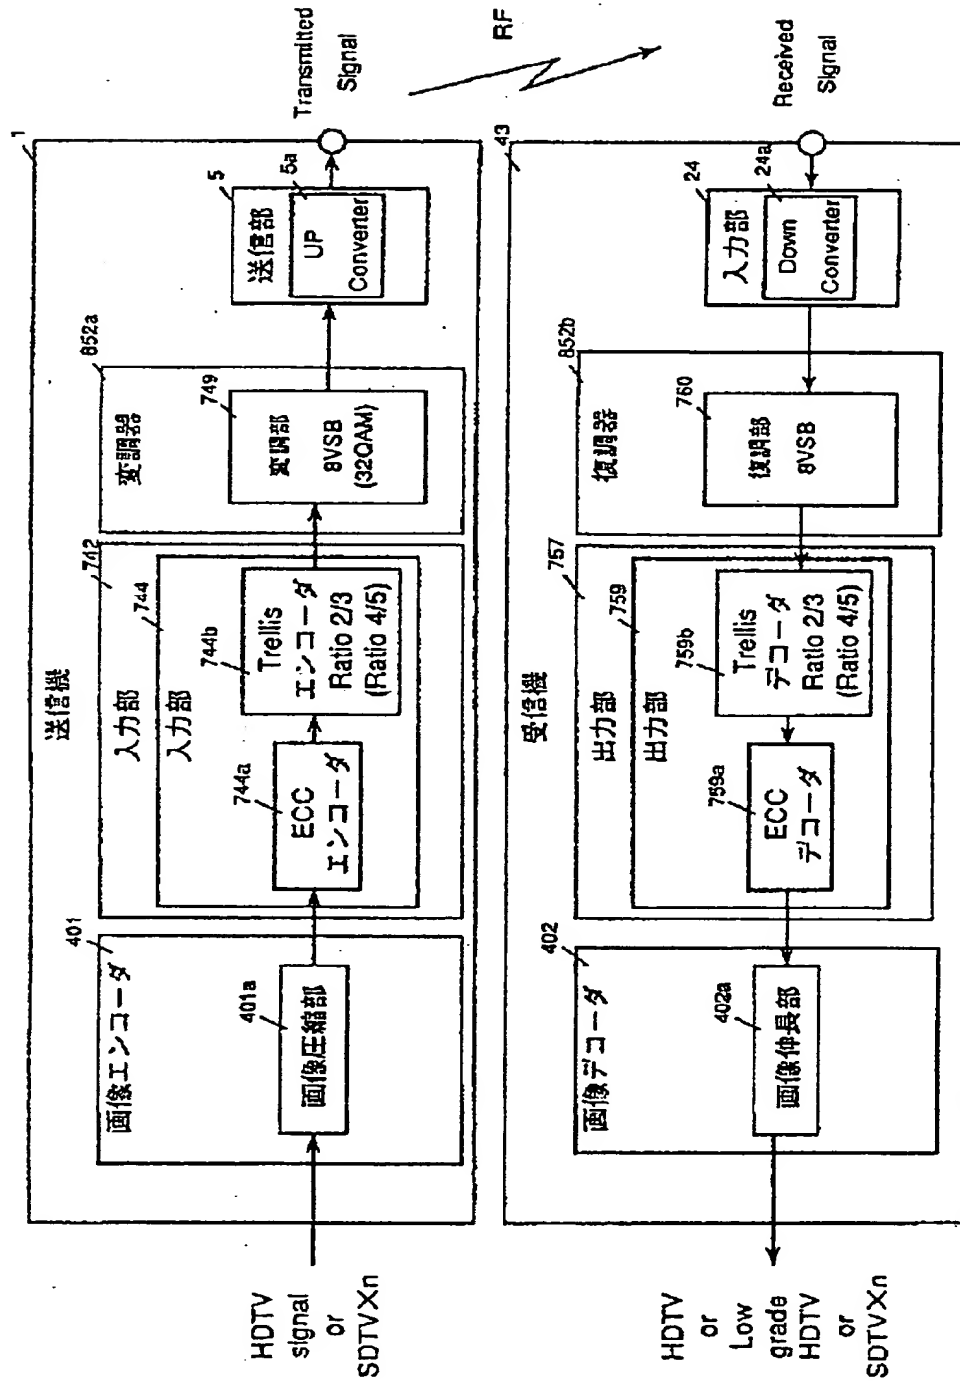 HDTV
signal
or
SDTV×n
送信機
1
画像エンコーダ
401
画像圧縮部
401a
入力部
742
入力部
744
ECC
エンコーダ
744a
Trellis
エンコーダ
Ratio 2/3
(Ratio 4/5)
744b
変調器
852a
変調部
8VSB
(32QAM)
749
送信部
5
UP
Converter
5a
Transmitted
Signal
RF
HDTV
or
Low
grade
HDTV
or
SDTV×n
受信機
43
画像デコーダ
402
画像伸長部
402a
出力部
757
出力部
759
ECC
デコーダ
759a
Trellis
デコーダ
Ratio 2/3
(Ratio 4/5)
759b
復調器
852b
復調部
8VSB
760
入力部
24
Down
Converter
24a
Received
Signal